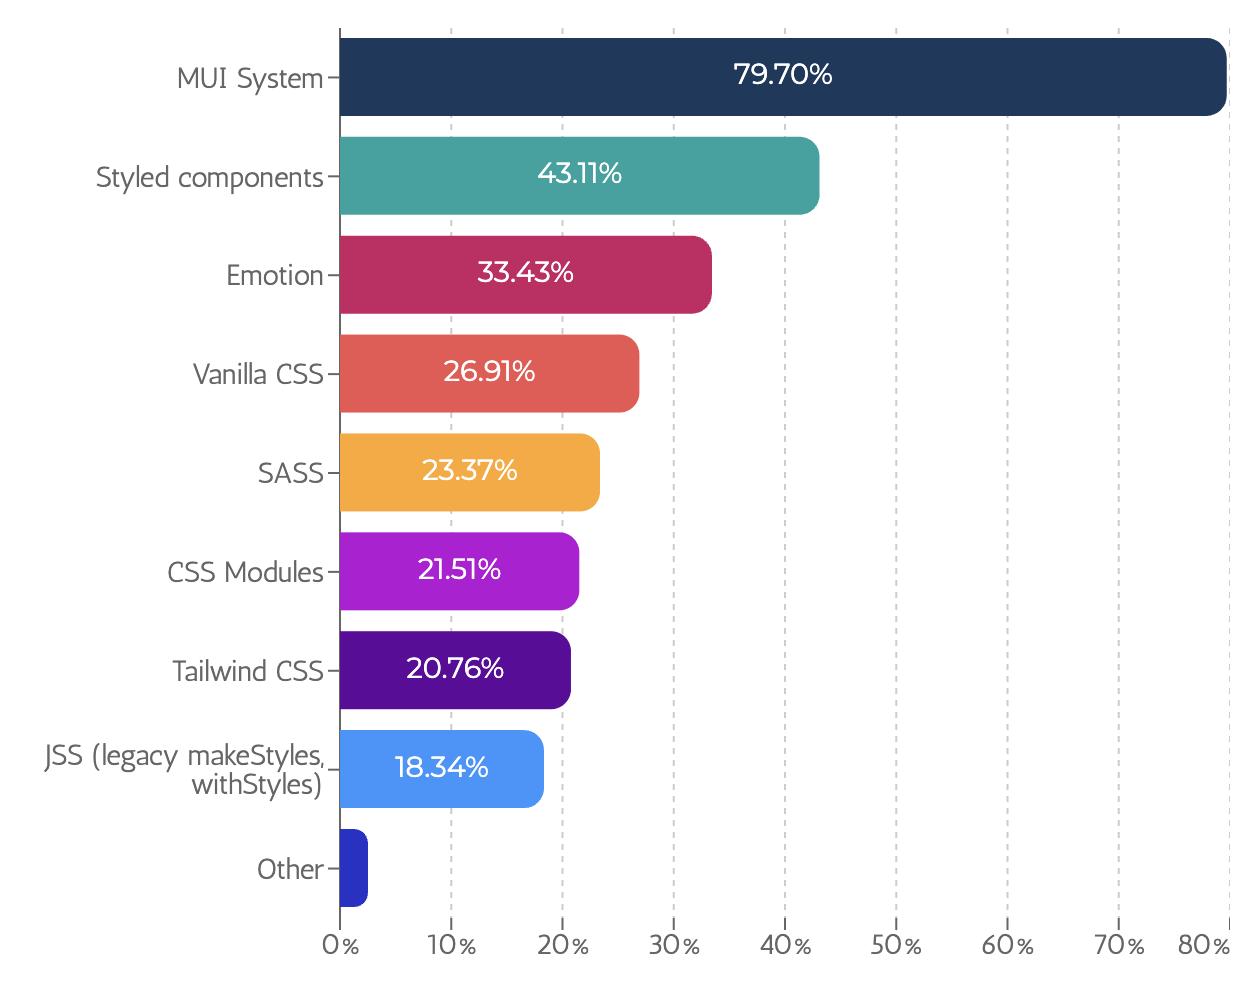 MUI System
79.70%
Styled components
43.11%
Emotion
33.43%
Vanilla CSS
26.91%
SASS
23.37%
CSS Modules
21.51%
Tailwind CSS
20.76%
JSS (legacy makeStyles,
withStyles)
18.34%
Other
0% 10% 20% 30% 40% 50% 60% 70% 80%